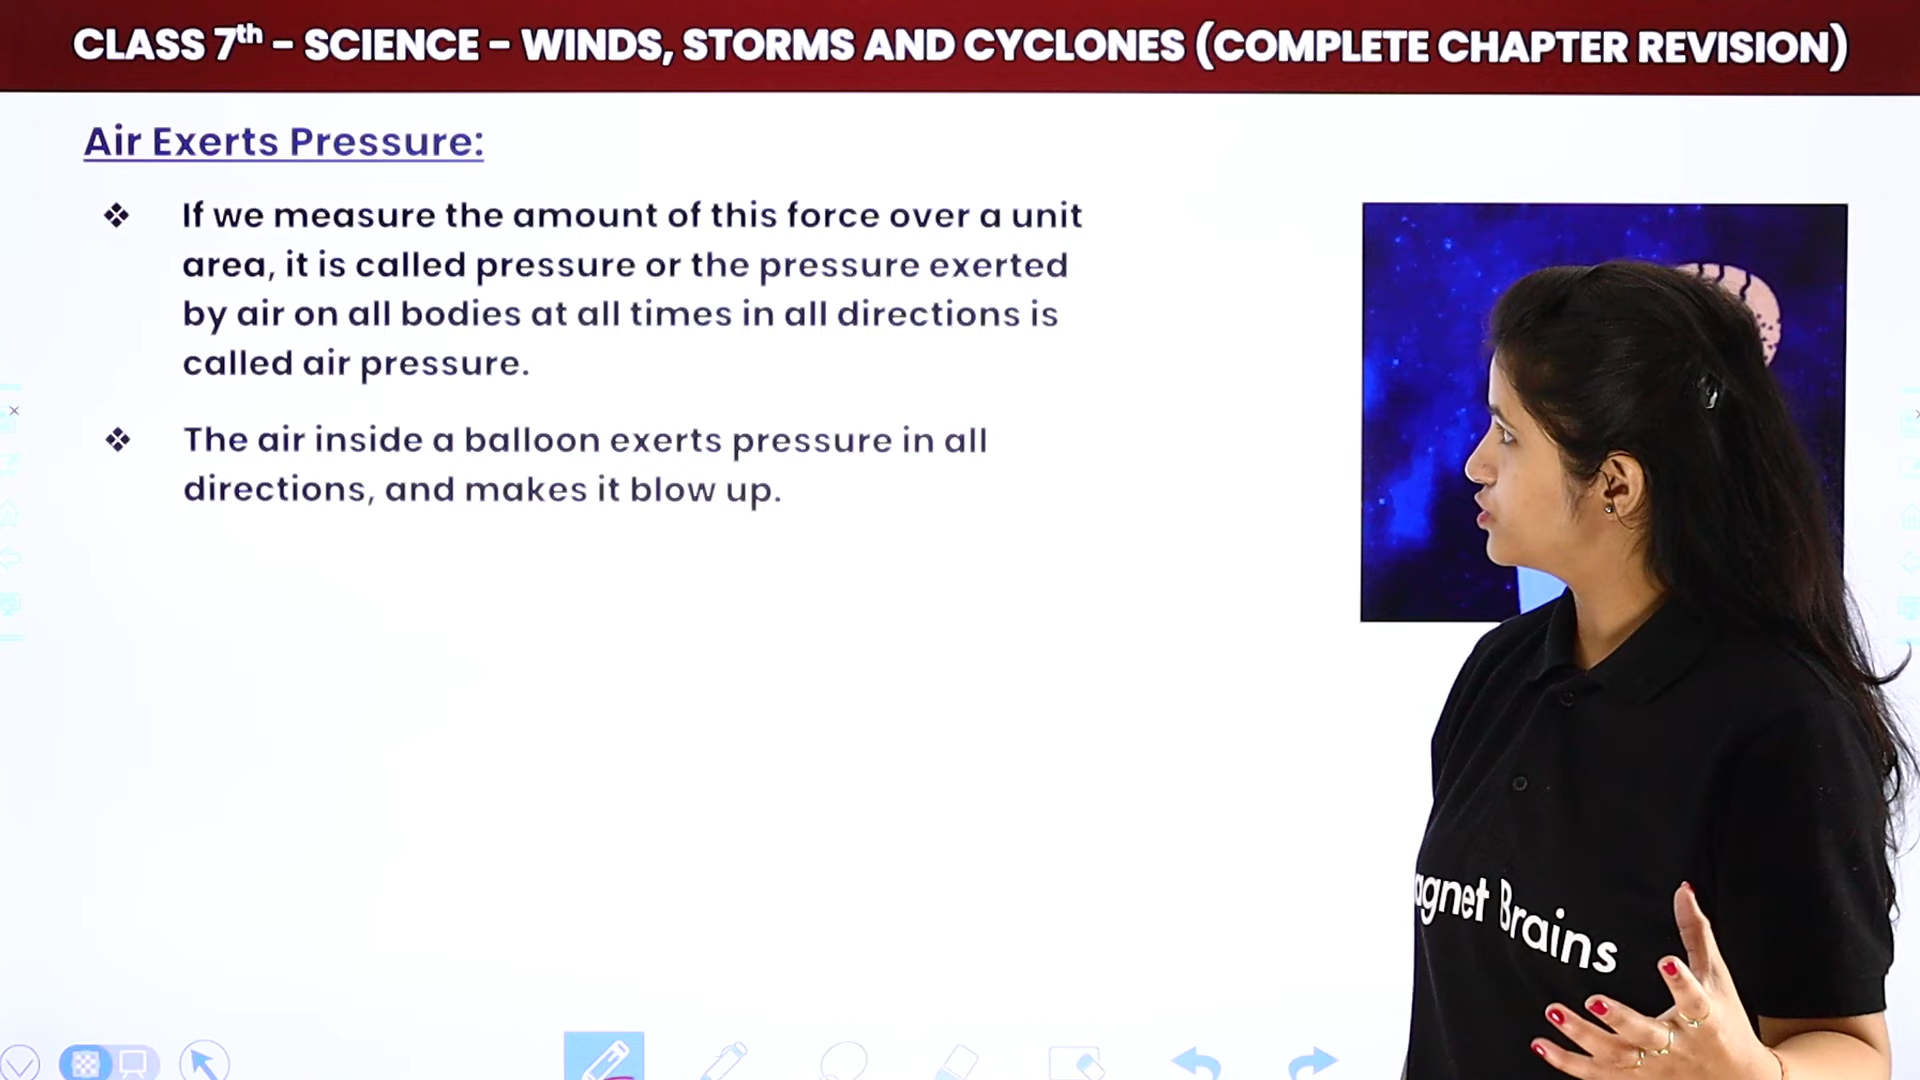 CLASS 7th - SCIENCE - WINDS, STORMS AND CYCLONES (COMPLETE CHAPTER REVISION)
Air Exerts Pressure:
❖ If we measure the amount of this force over a unit
area, it is called pressure or the pressure exerted
by air on all bodies at all times in all directions is
called air pressure.
❖ The air inside a balloon exerts pressure in all
directions, and makes it blow up.
agnet Brains